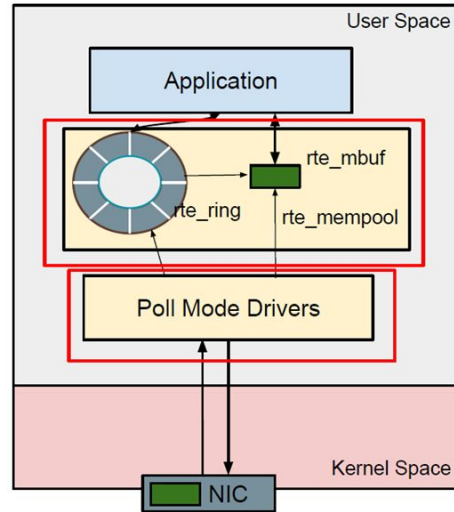 User Space
Application
rte_mbuf
rte_ring
rte_mempool
Poll Mode Drivers
Kernel Space
NIC